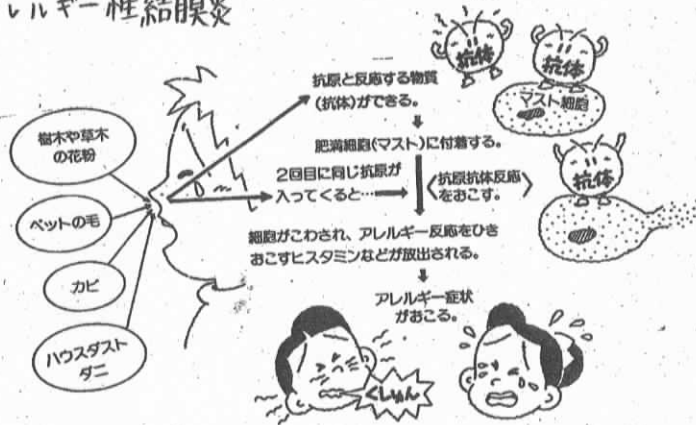 レルギー性結膜炎
抗体
抗体
マスト細胞
抗原と反応する物質
(抗体)ができる。
樹木や草木
の花粉
肥満細胞(マスト)に付着する。
2回目に同じ抗原が
入ってくると…
抗原抗体反応
をおこす。
抗体
ペットの毛
細胞がこわされ、アレルギー反応をひき
おこすヒスタミンなどが放出される。
カビ
アレルギー症状
がおこる。
ハウスダスト
ダニ
くしゅん